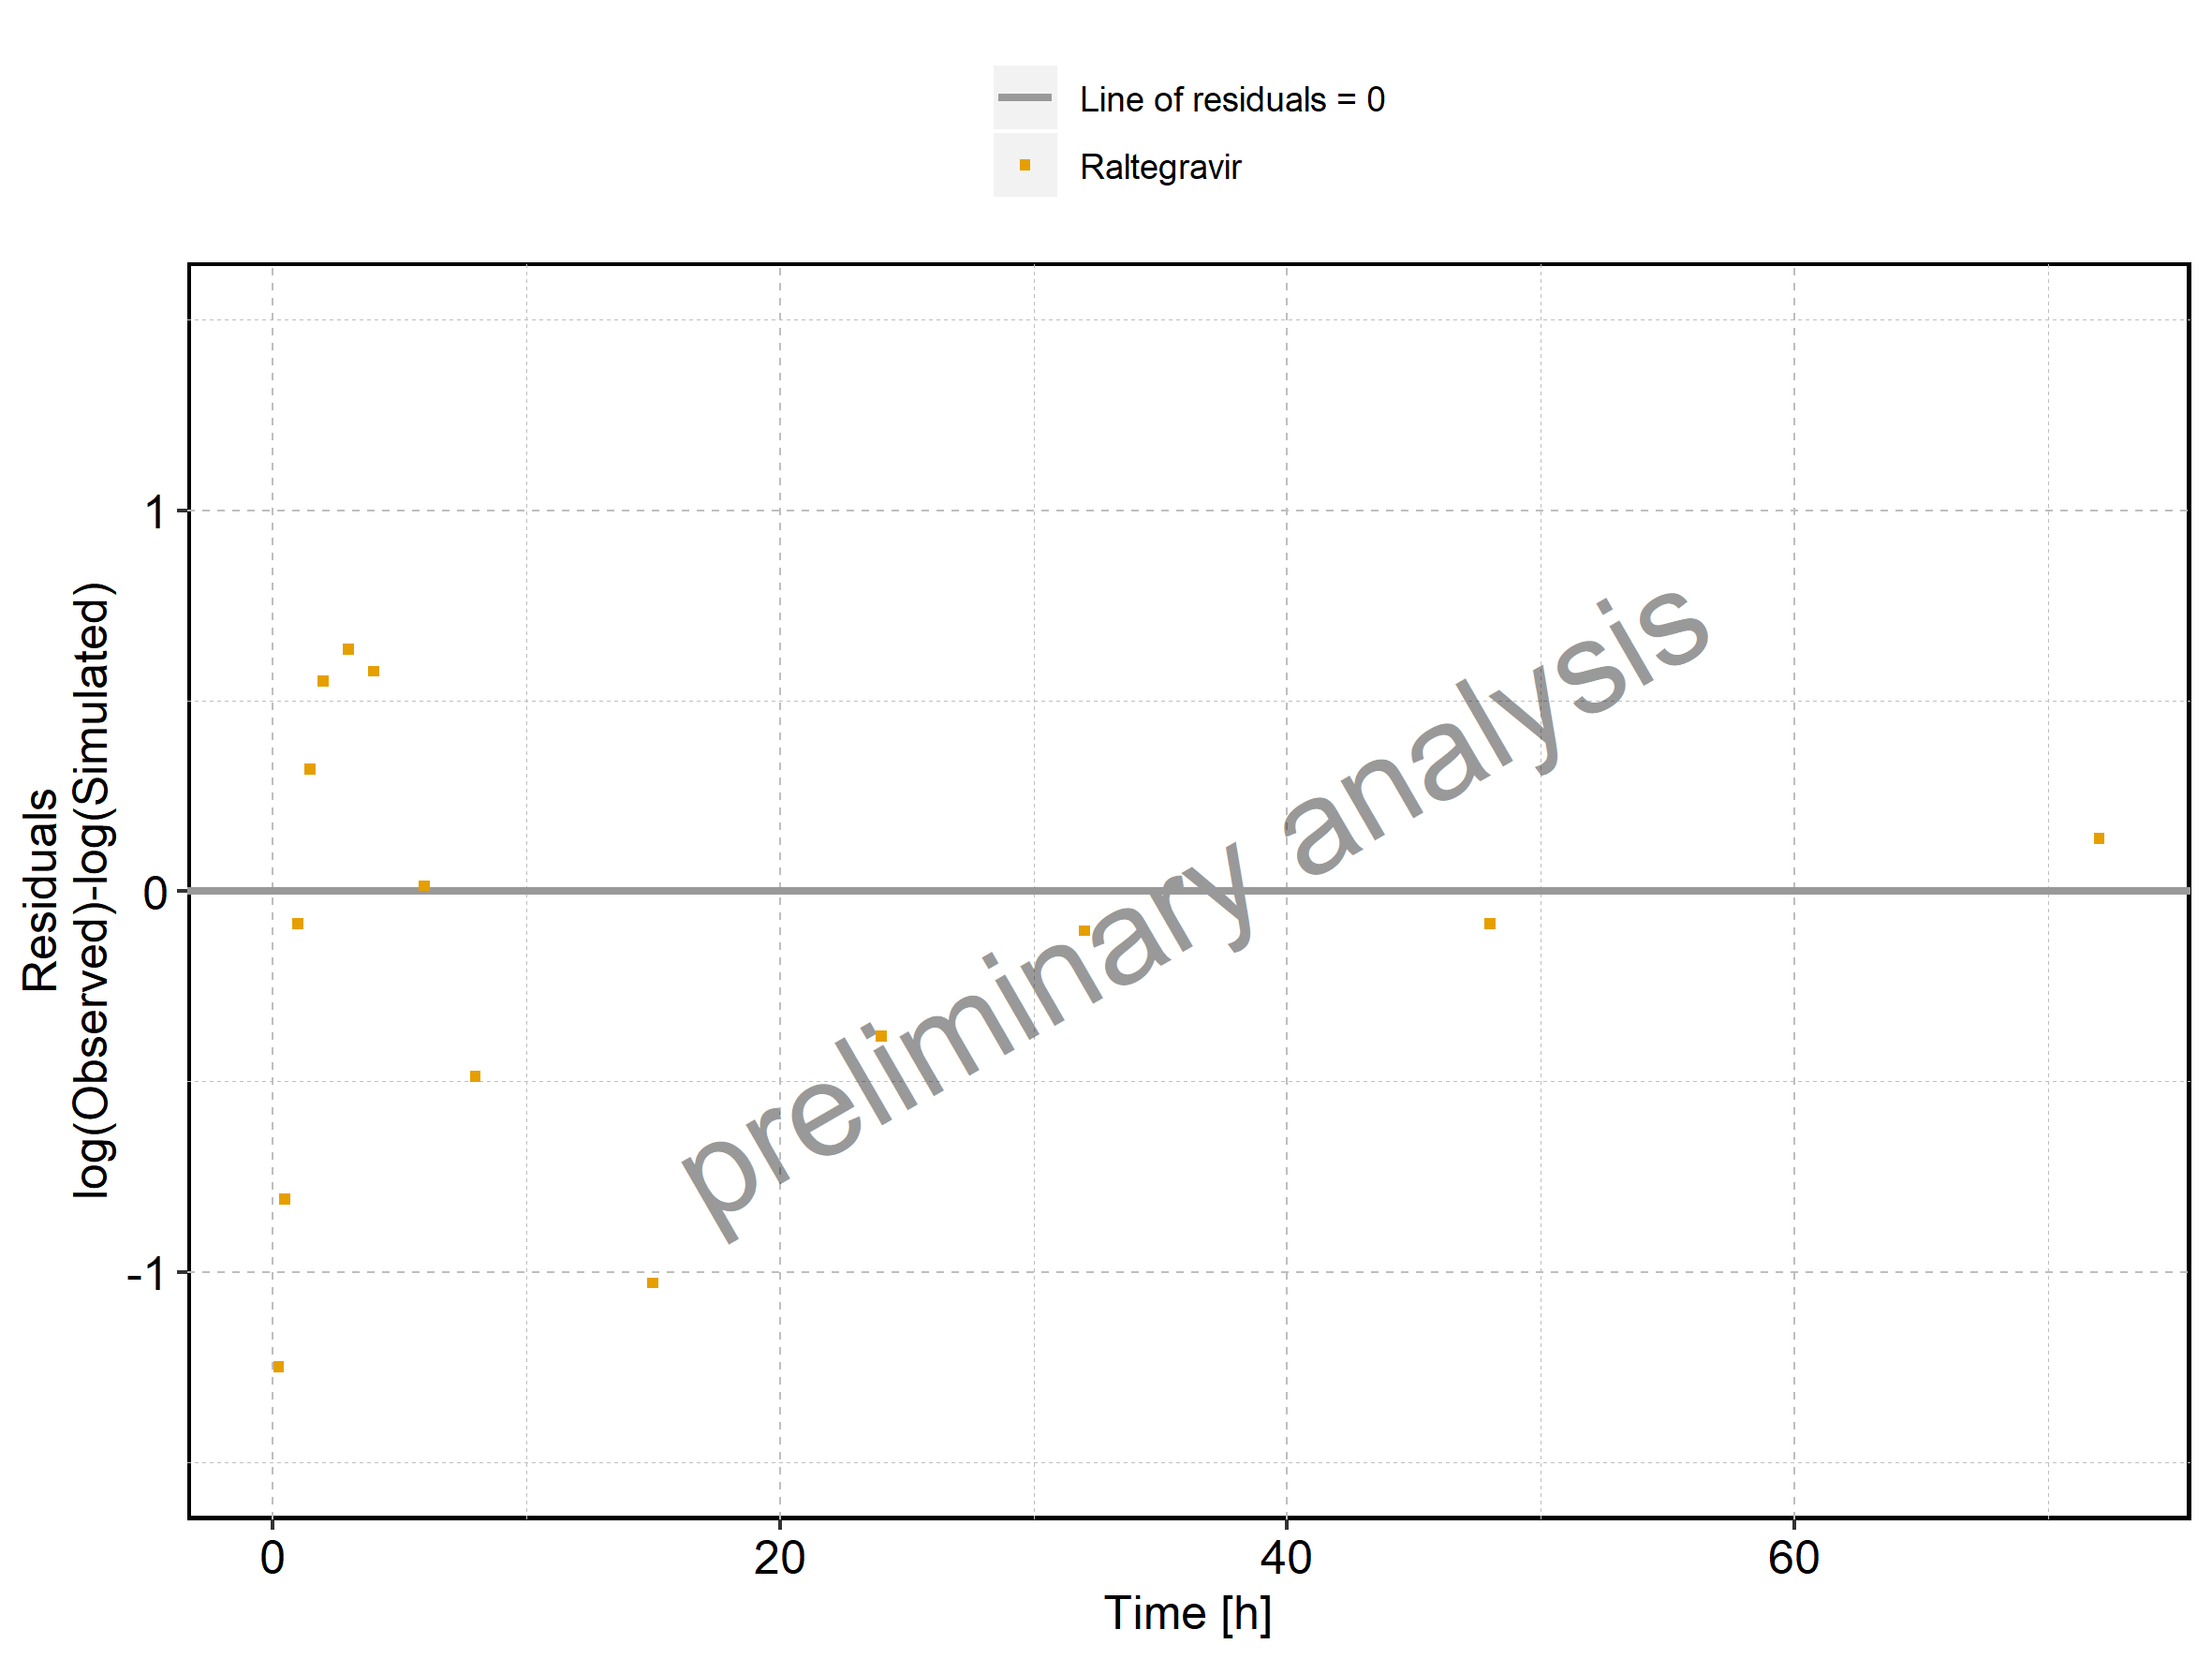 Line of residuals = 0
Raltegravir
Residuals
log(Observed)-log(Simulated)
1
0
-1
preliminary analysis
0
20
40
60
Time [h]